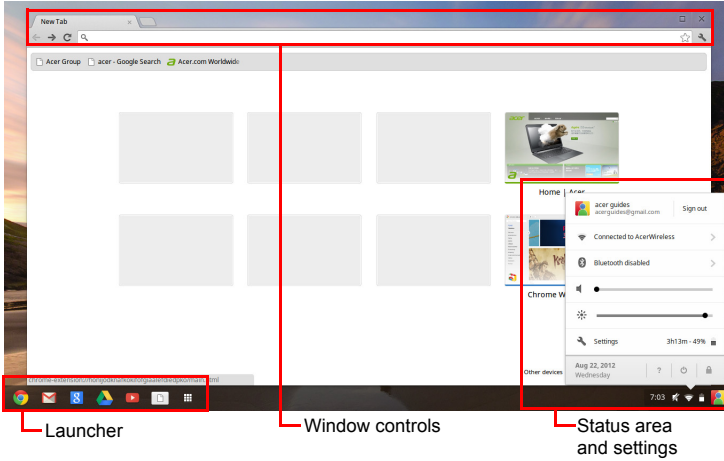 New Tab
Acer Group
acer - Google Search
Acer.com Worldwide
acer
Home | Acer
acer guides
acerguides@gmail.com
Sign out
Connected to AcerWireless
Bluetooth disabled
Chrome W
Settings
3h13m - 49%
Other devices
Aug 22, 2012
Wednesday
?
7:03
8
Launcher
Window controls
Status area
and settings